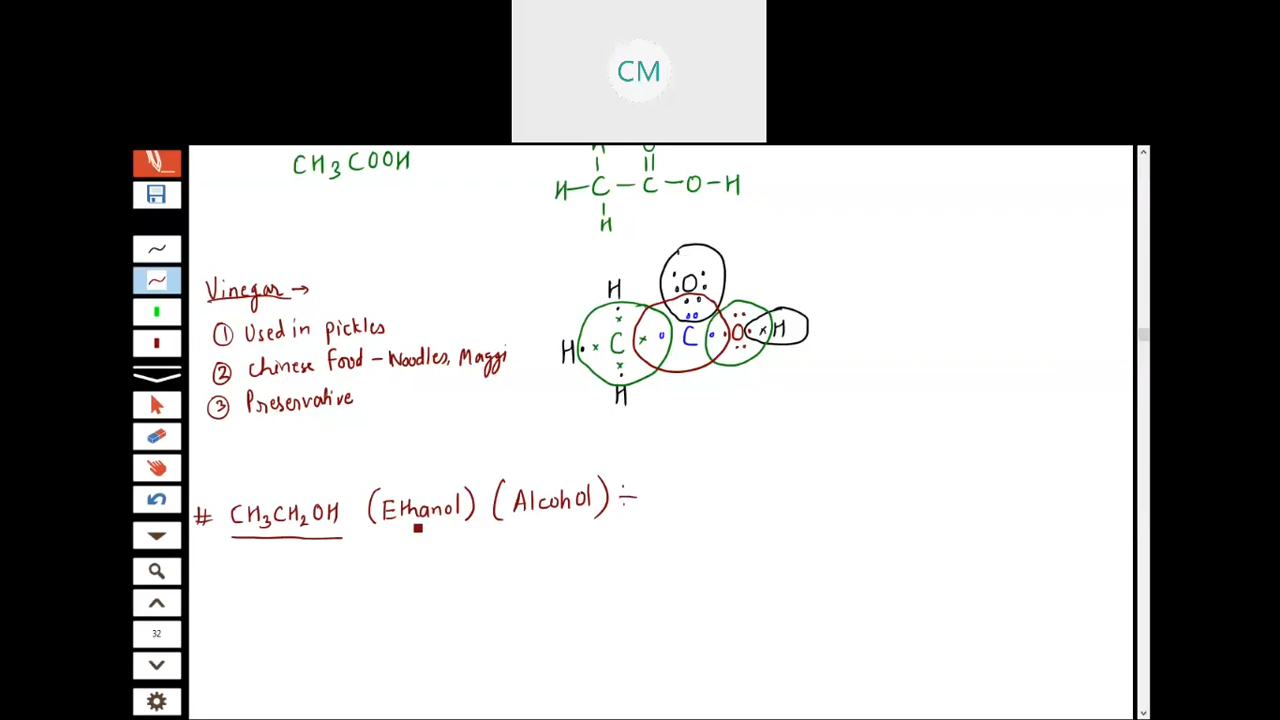 CM
CH3COOH
H O
H–C–C–O–H
H
Vinegar →
① Used in pickles
② Chinese Food – Noodles, Maggi
③ Preservative
H O
H C C O H
H
# CH3CH2OH (Ethanol) (Alcohol) ÷
32